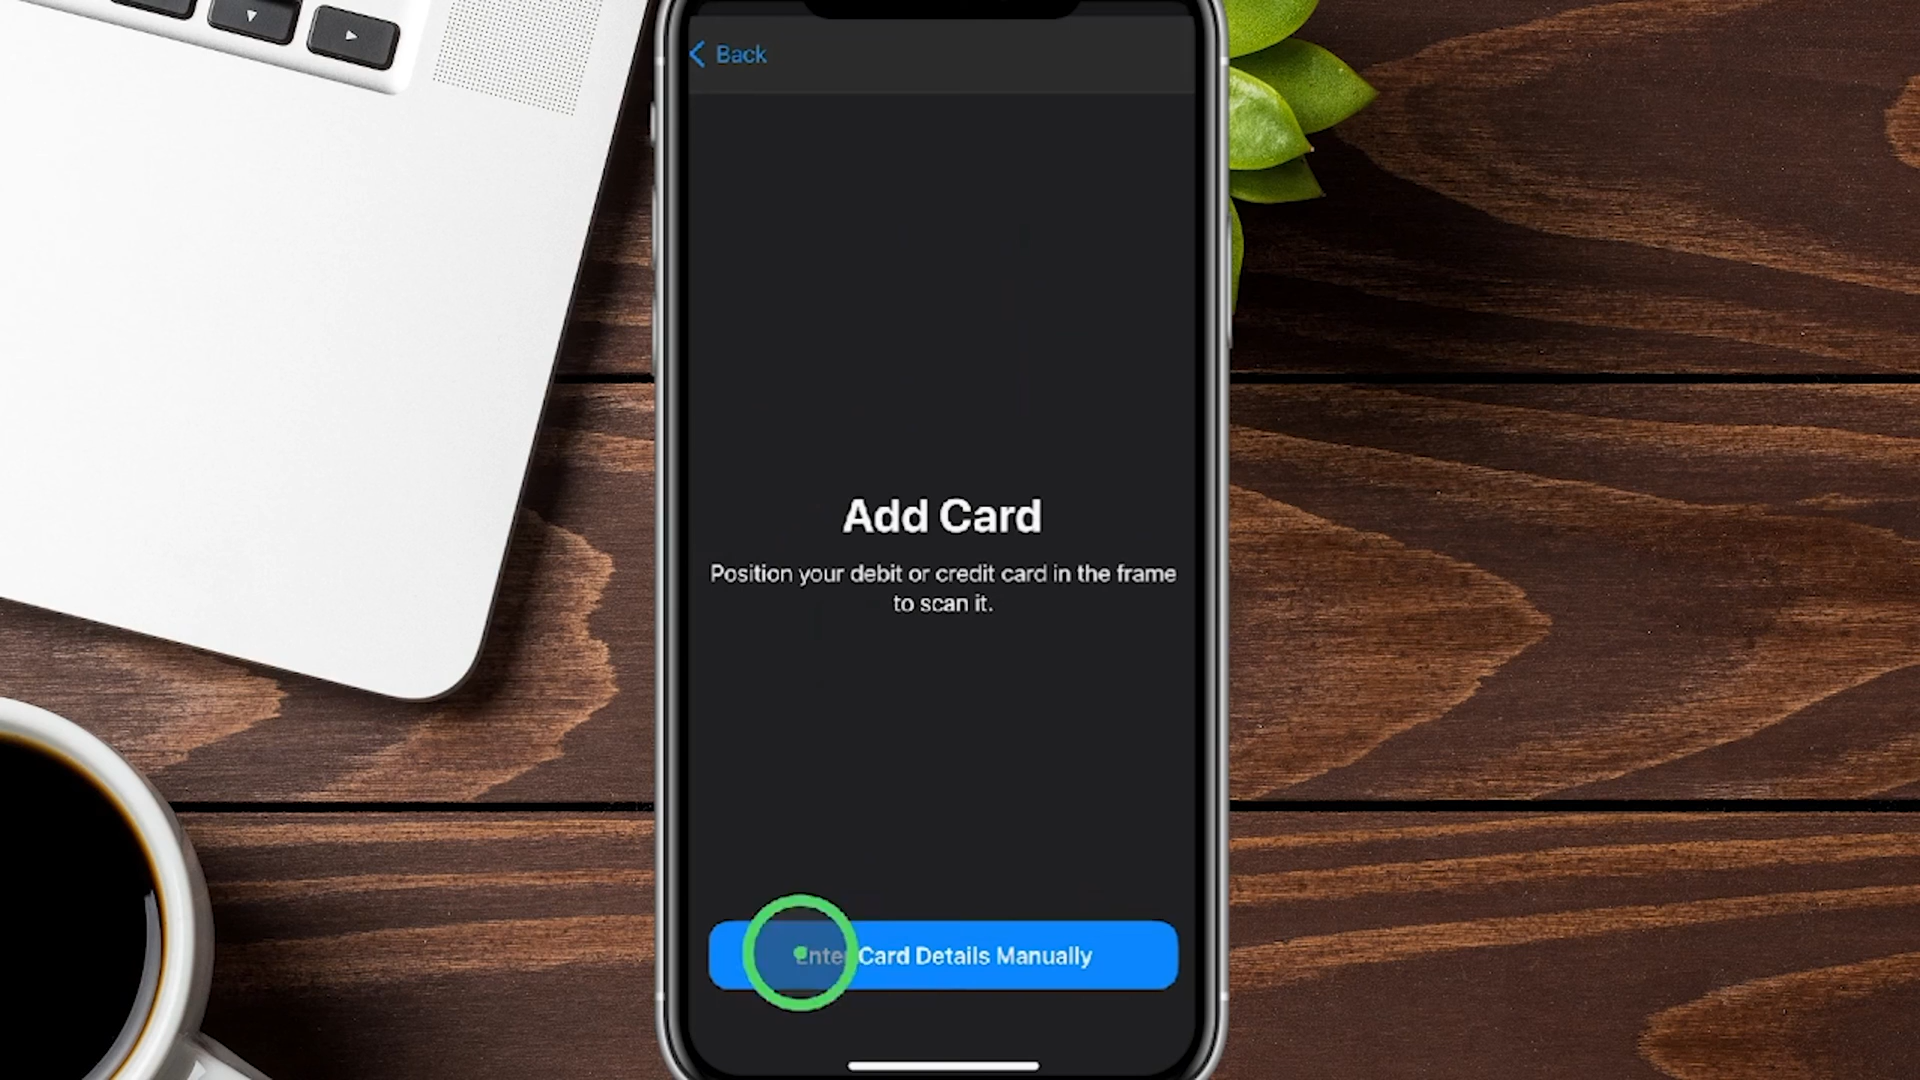 Back
Add Card
Position your debit or credit card in the frame
to scan it.
Enter Card Details Manually